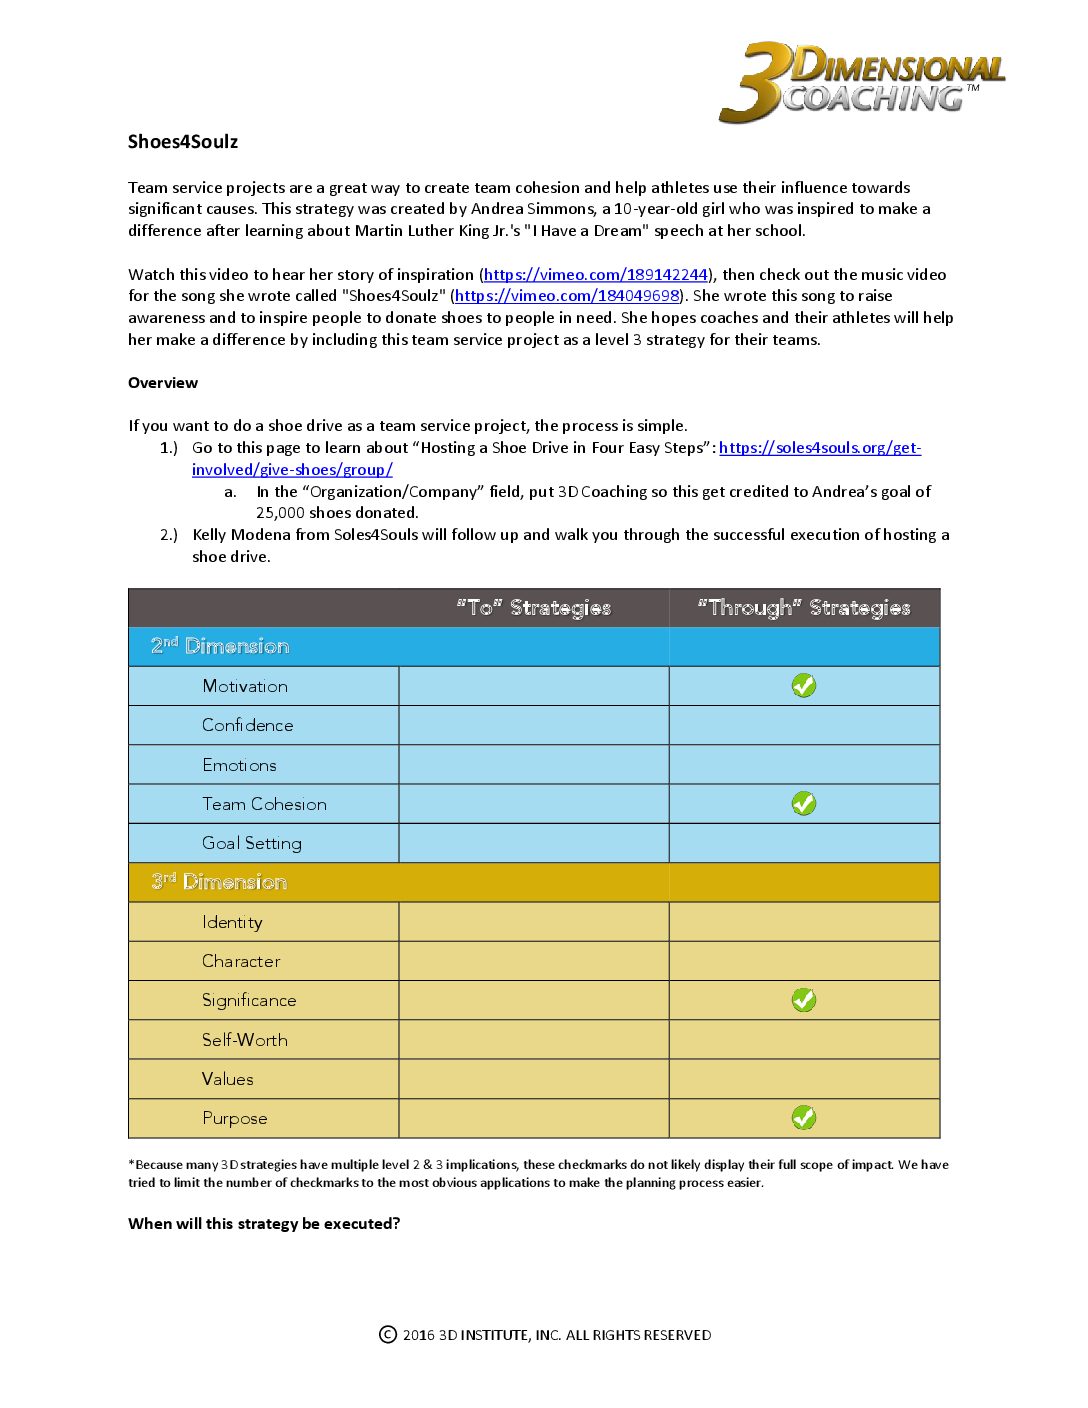 3DIMENSIONAL
COACHING™
Shoes4Soulz
Team service projects are a great way to create team cohesion and help athletes use their influence towards
significant causes. This strategy was created by Andrea Simmons, a 10-year-old girl who was inspired to make a
difference after learning about Martin Luther King Jr.'s "I Have a Dream" speech at her school.
Watch this video to hear her story of inspiration (https://vimeo.com/189142244), then check out the music video
for the song she wrote called "Shoes4Soulz" (https://vimeo.com/184049698). She wrote this song to raise
awareness and to inspire people to donate shoes to people in need. She hopes coaches and their athletes will help
her make a difference by including this team service project as a level 3 strategy for their teams.
Overview
If you want to do a shoe drive as a team service project, the process is simple.
1.) Go to this page to learn about “Hosting a Shoe Drive in Four Easy Steps”: https://soles4souls.org/get-
involved/give-shoes/group/
a. In the “Organization/Company” field, put 3D Coaching so this get credited to Andrea’s goal of
25,000 shoes donated.
2.) Kelly Modena from Soles4Souls will follow up and walk you through the successful execution of hosting a
shoe drive.
“To” Strategies “Through” Strategies
2nd Dimension
Motivation
Confidence
Emotions
Team Cohesion
Goal Setting
3rd Dimension
Identity
Character
Significance
Self-Worth
Values
Purpose
*Because many 3D strategies have multiple level 2 & 3 implications, these checkmarks do not likely display their full scope of impact. We have
tried to limit the number of checkmarks to the most obvious applications to make the planning process easier.
When will this strategy be executed?
© 2016 3D INSTITUTE, INC. ALL RIGHTS RESERVED